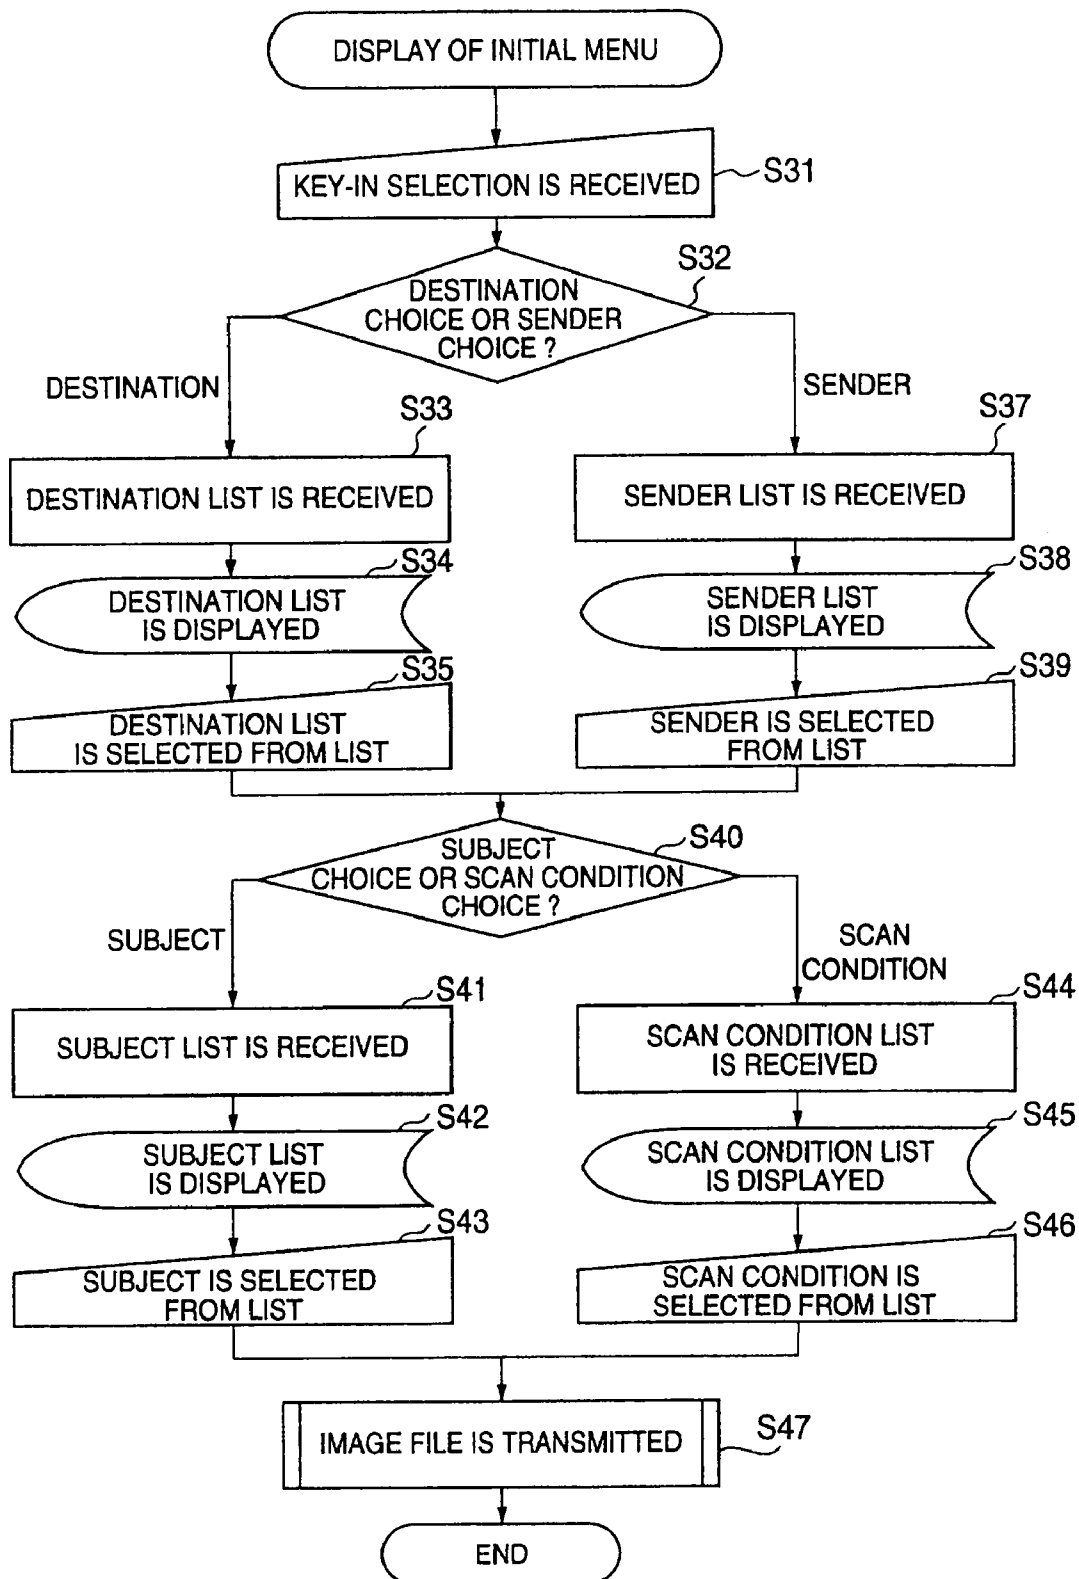 DISPLAY OF INITIAL MENU
KEY-IN SELECTION IS RECEIVED
S31
S32
DESTINATION
CHOICE OR SENDER
CHOICE ?
DESTINATION
SENDER
S33
DESTINATION LIST IS RECEIVED
S37
SENDER LIST IS RECEIVED
S34
DESTINATION LIST
IS DISPLAYED
S38
SENDER LIST
IS DISPLAYED
S35
DESTINATION LIST
IS SELECTED FROM LIST
S39
SENDER IS SELECTED
FROM LIST
S40
SUBJECT
CHOICE OR SCAN CONDITION
CHOICE ?
SUBJECT
SCAN
CONDITION
S41
SUBJECT LIST IS RECEIVED
S44
SCAN CONDITION LIST
IS RECEIVED
S42
SUBJECT LIST
IS DISPLAYED
S45
SCAN CONDITION LIST
IS DISPLAYED
S43
SUBJECT IS SELECTED
FROM LIST
S46
SCAN CONDITION IS
SELECTED FROM LIST
IMAGE FILE IS TRANSMITTED
S47
END